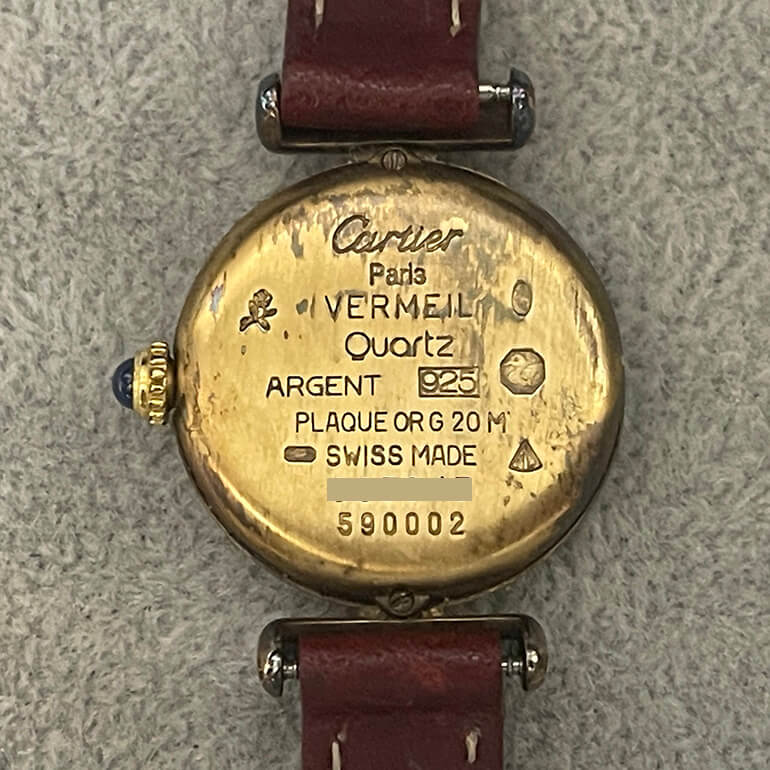 Cartier
Paris
VERMEIL
Quartz
ARGENT 925
PLAQUE OR G 20 M
SWISS MADE
590002